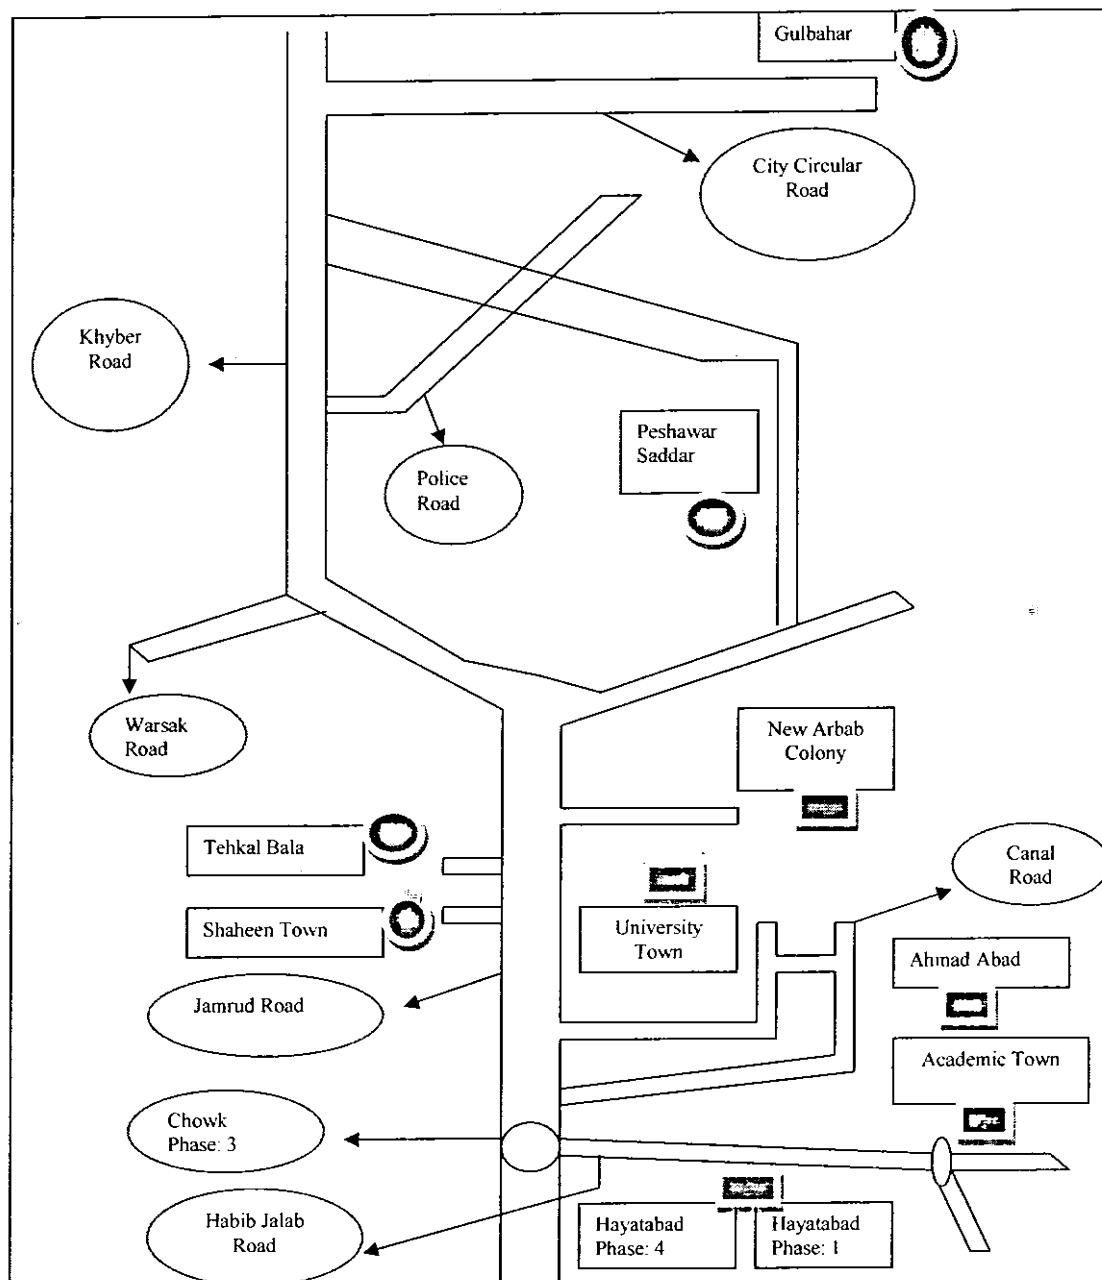 Gulbahar
City Circular
Road
Khyber
Road
Peshawar
Saddar
Police
Road
Warsak
Road
New Arbab
Colony
Tehkal Bala
Canal
Road
Shaheen Town
University
Town
Ahmad Abad
Jamrud Road
Academic Town
Chowk
Phase: 3
Habib Jalab
Road
Hayatabad
Phase: 4
Hayatabad
Phase: 1